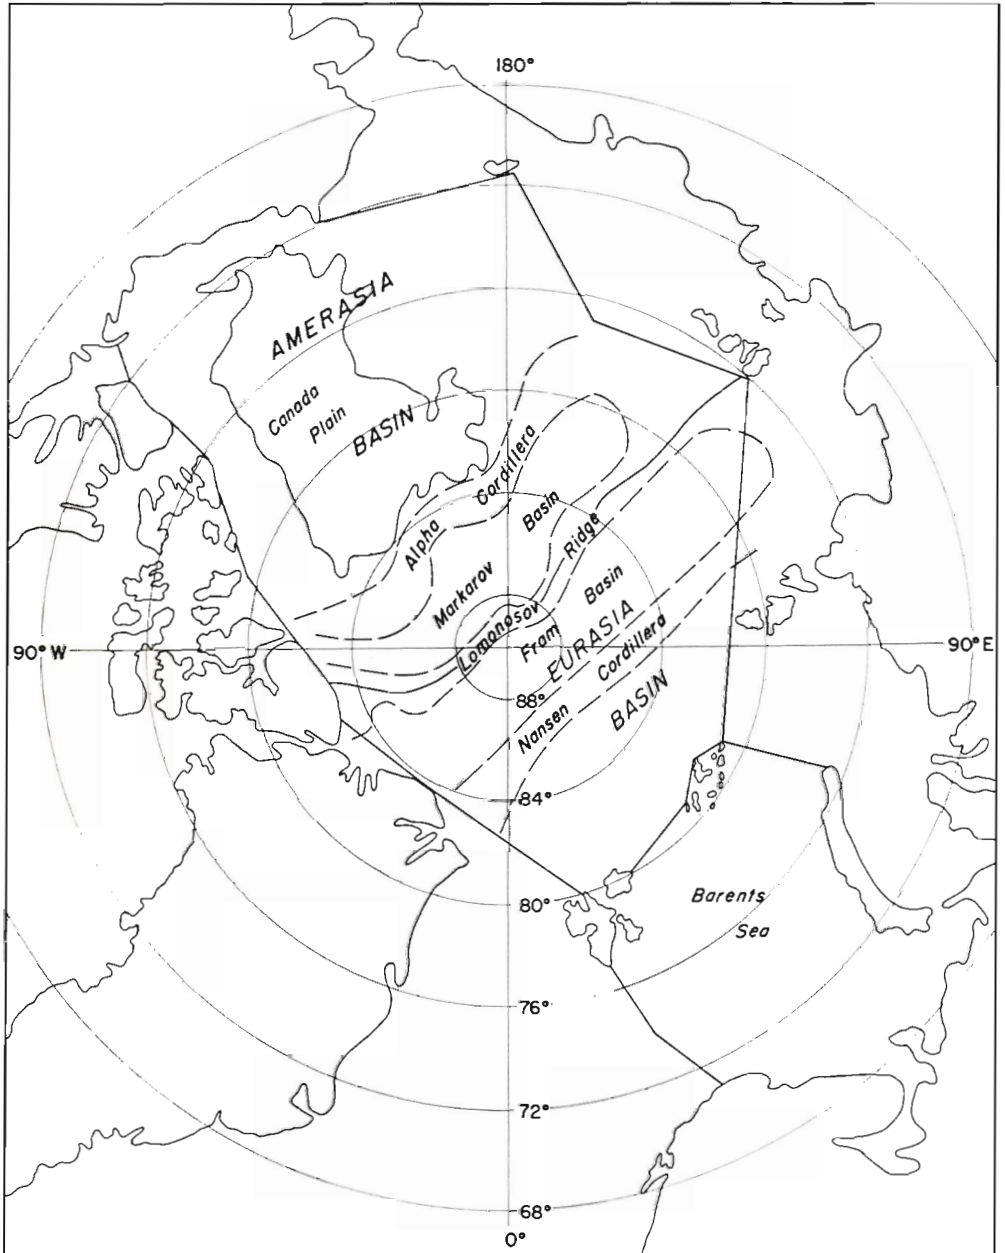 180°
AMERASIA
Canada
Plain
BASIN
Alpha
Cordillera
Markarov
Basin
Lomonosov
Ridge
Fram
Basin
EURASIA
BASIN
Nansen
Cordillera
90° W
90° E
88°
84°
80°
Barents
Sea
76°
72°
68°
0°